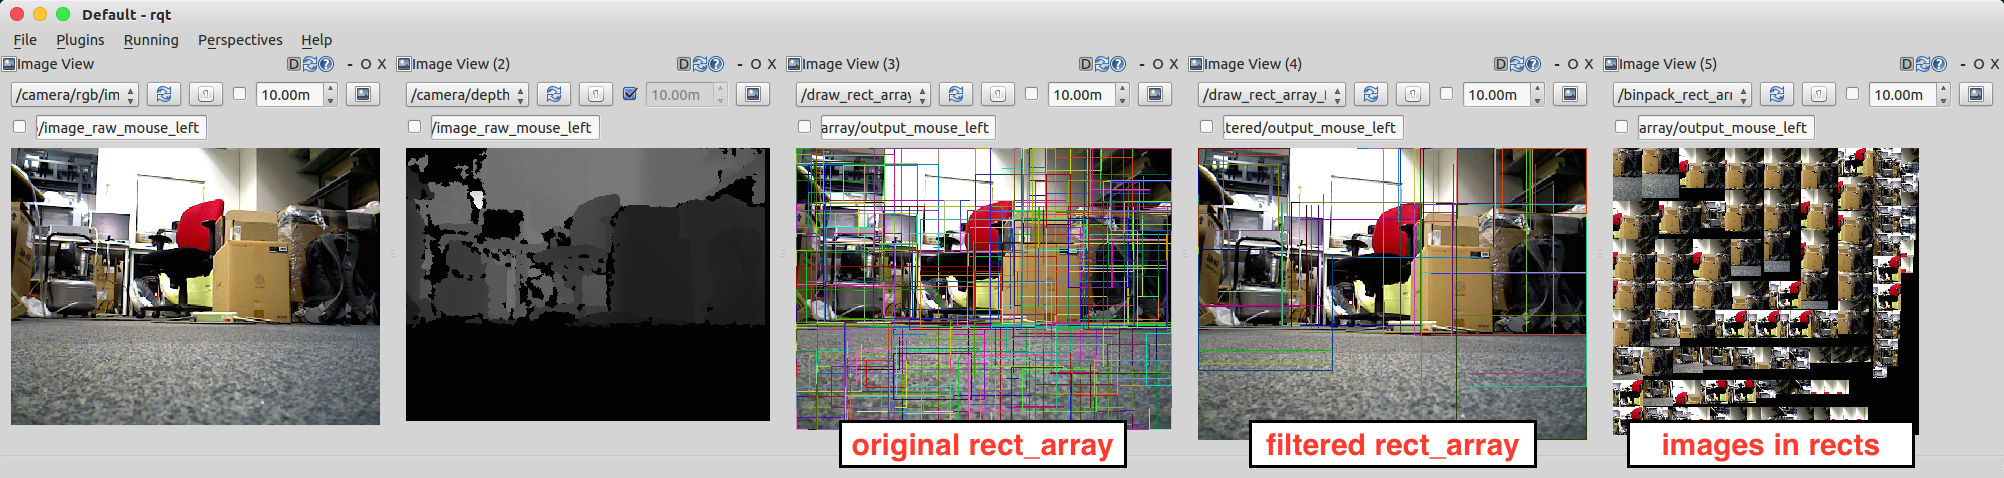 Default - rqt
File Plugins Running Perspectives Help
Image View D - O X
Image View (2) D - O X
Image View (3) D - O X
Image View (4) D - O X
Image View (5) D - O X
/camera/rgb/im 10.00m
/camera/depth 10.00m
/draw_rect_array 10.00m
/draw_rect_array_ 10.00m
/binpack_rect_arr 10.00m
/image_raw_mouse_left
/image_raw_mouse_left
array/output_mouse_left
tered/output_mouse_left
array/output_mouse_left
original rect_array
filtered rect_array
images in rects